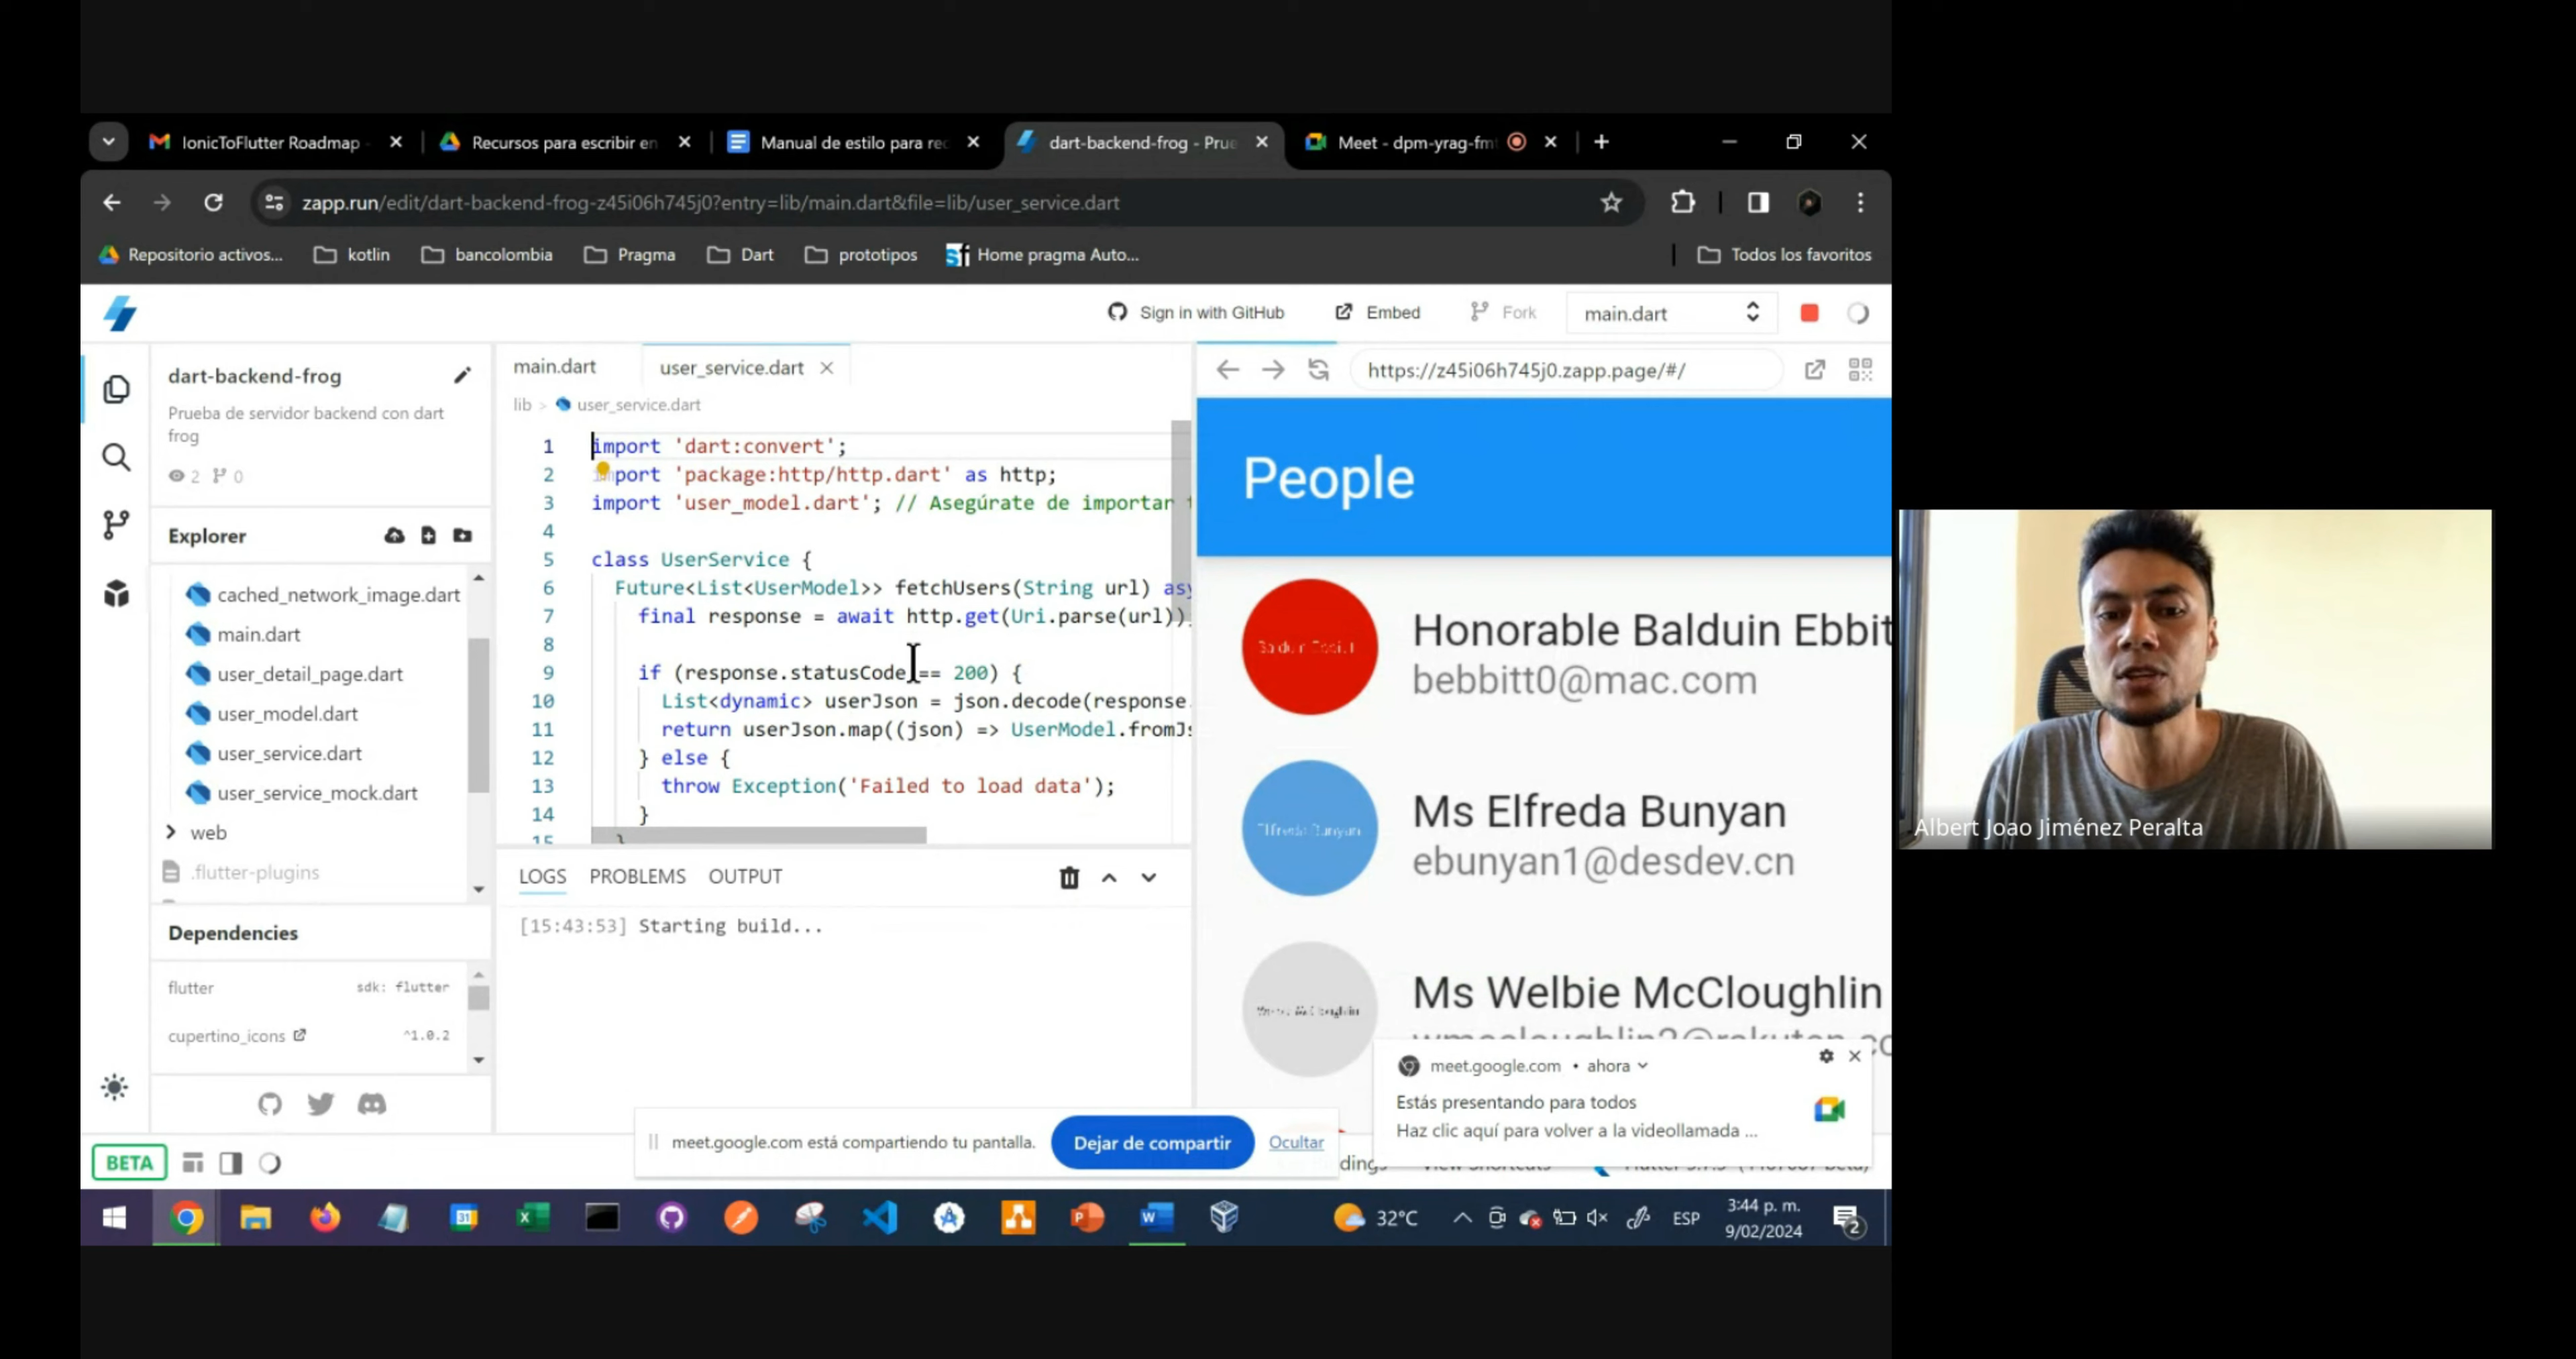 IonicToFlutter Roadmap
Recursos para escribir en
Manual de estilo para rec
dart-backend-frog - Prue
Meet - dpm-yrag-fmt
zapp.run/edit/dart-backend-frog-z45i06h745j0?entry=lib/main.dart&file=lib/user_service.dart
Repositorio activos...
kotlin
bancolombia
Pragma
Dart
prototipos
Home pragma Auto...
Todos los favoritos
Sign in with GitHub
Embed
Fork
main.dart
dart-backend-frog
Prueba de servidor backend con dart
frog
2
0
Explorer
cached_network_image.dart
main.dart
user_detail_page.dart
user_model.dart
user_service.dart
user_service_mock.dart
web
.flutter-plugins
Dependencies
flutter
sdk: flutter
cupertino_icons
^1.0.2
BETA
main.dart
user_service.dart
lib > user_service.dart
1 import 'dart:convert';
2 import 'package:http/http.dart' as http;
3 import 'user_model.dart'; // Asegúrate de importar
4
5 class UserService {
6 Future<List<UserModel>> fetchUsers(String url) asy
7 final response = await http.get(Uri.parse(url))
8
9 if (response.statusCode == 200) {
10 List<dynamic> userJson = json.decode(response.
11 return userJson.map((json) => UserModel.fromJs
12 } else {
13 throw Exception('Failed to load data');
14 }
15 }
LOGS
PROBLEMS
OUTPUT
[15:43:53] Starting build...
https://z45i06h745j0.zapp.page/#/
People
Honorable Balduin Ebbit
bebbitt0@mac.com
Elfreda Bunyan
Ms Elfreda Bunyan
ebunyan1@desdev.cn
Ms Welbie McCloughlin
meet.google.com • ahora
Estás presentando para todos
Haz clic aquí para volver a la videollamada ...
meet.google.com está compartiendo tu pantalla.
Dejar de compartir
Ocultar
32°C
ESP
3:44 p. m.
9/02/2024
2
Albert Joao Jiménez Peralta